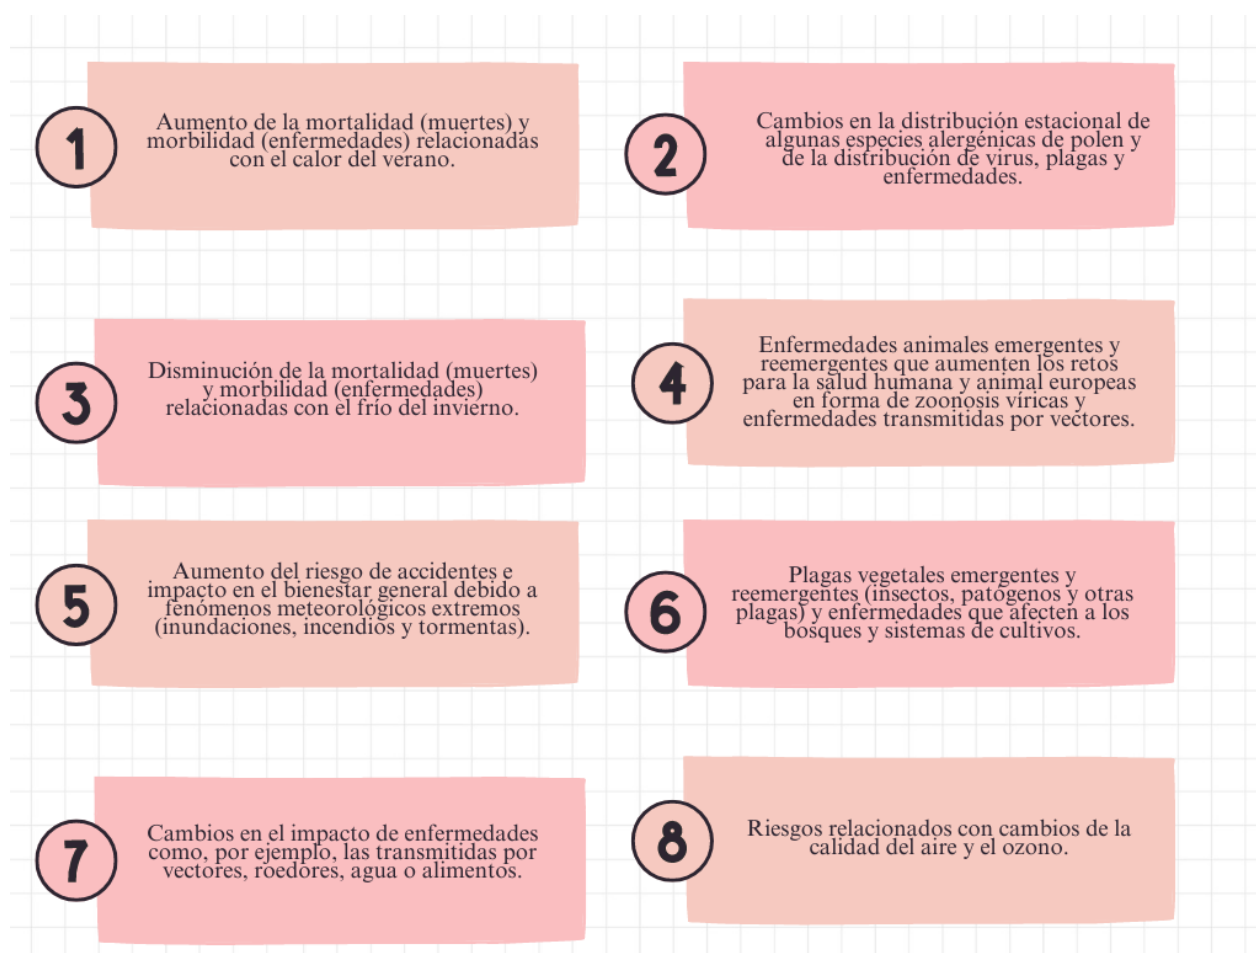 1
Aumento de la mortalidad (muertes) y
morbilidad (enfermedades) relacionadas
con el calor del verano.
2
Cambios en la distribución estacional de
algunas especies alergénicas de polen y
de la distribución de virus, plagas y
enfermedades.
3
Disminución de la mortalidad (muertes)
y morbilidad (enfermedades)
relacionadas con el frío del invierno.
4
Enfermedades animales emergentes y
reemergentes que aumenten los retos
para la salud humana y animal europeas
en forma de zoonosis víricas y
enfermedades transmitidas por vectores.
5
Aumento del riesgo de accidentes e
impacto en el bienestar general debido a
fenómenos meteorológicos extremos
(inundaciones, incendios y tormentas).
6
Plagas vegetales emergentes y
reemergentes (insectos, patógenos y otras
plagas) y enfermedades que afecten a los
bosques y sistemas de cultivos.
7
Cambios en el impacto de enfermedades
como, por ejemplo, las transmitidas por
vectores, roedores, agua o alimentos.
8
Riesgos relacionados con cambios de la
calidad del aire y el ozono.